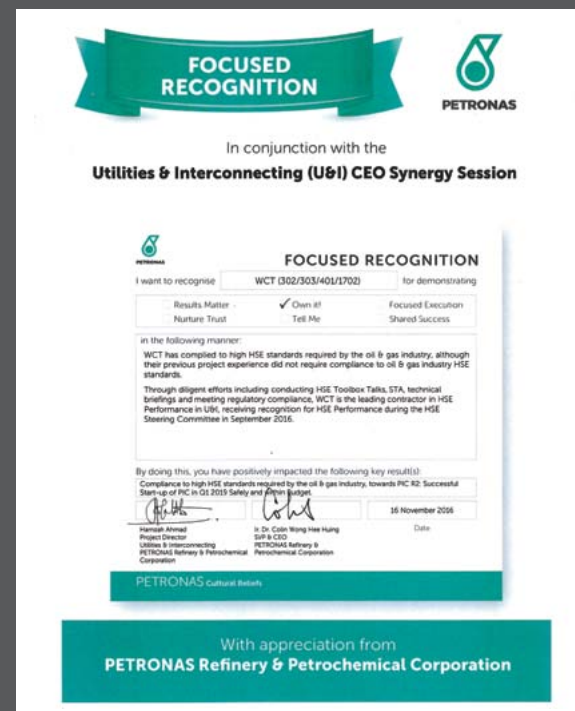 FOCUSED
RECOGNITION
PETRONAS
In conjunction with the
Utilities & Interconnecting (U&I) CEO Synergy Session
PETRONAS
FOCUSED RECOGNITION
I want to recognise WCT (302/303/401/1702) for demonstrating
Results Matter ✓ Own it! Focused Execution
Nurture Trust Tell Me Shared Success
in the following manner:
WCT has complied to high HSE standards required by the oil & gas industry, although
their previous project experience did not require compliance to oil & gas industry HSE
standards.
Through diligent efforts including conducting HSE Toolbox Talks, STA, technical
briefings and meeting regulatory compliance, WCT is the leading contractor in HSE
Performance in U&I, receiving recognition for HSE Performance during the HSE
Steering Committee in September 2016.
By doing this, you have positively impacted the following key result(s):
Compliance to high HSE standards required by the oil & gas industry, towards PIC R2: Successful
Start-up of PIC in Q1 2019 Safely and within Budget.
16 November 2016
Hamzah Ahmad Ir. Dr. Colin Wong Hee Huing Date
Project Director SVP & CEO
Utilities & Interconnecting PETRONAS Refinery &
PETRONAS Refinery & Petrochemical Petrochemical Corporation
Corporation
PETRONAS Cultural Beliefs
With appreciation from
PETRONAS Refinery & Petrochemical Corporation